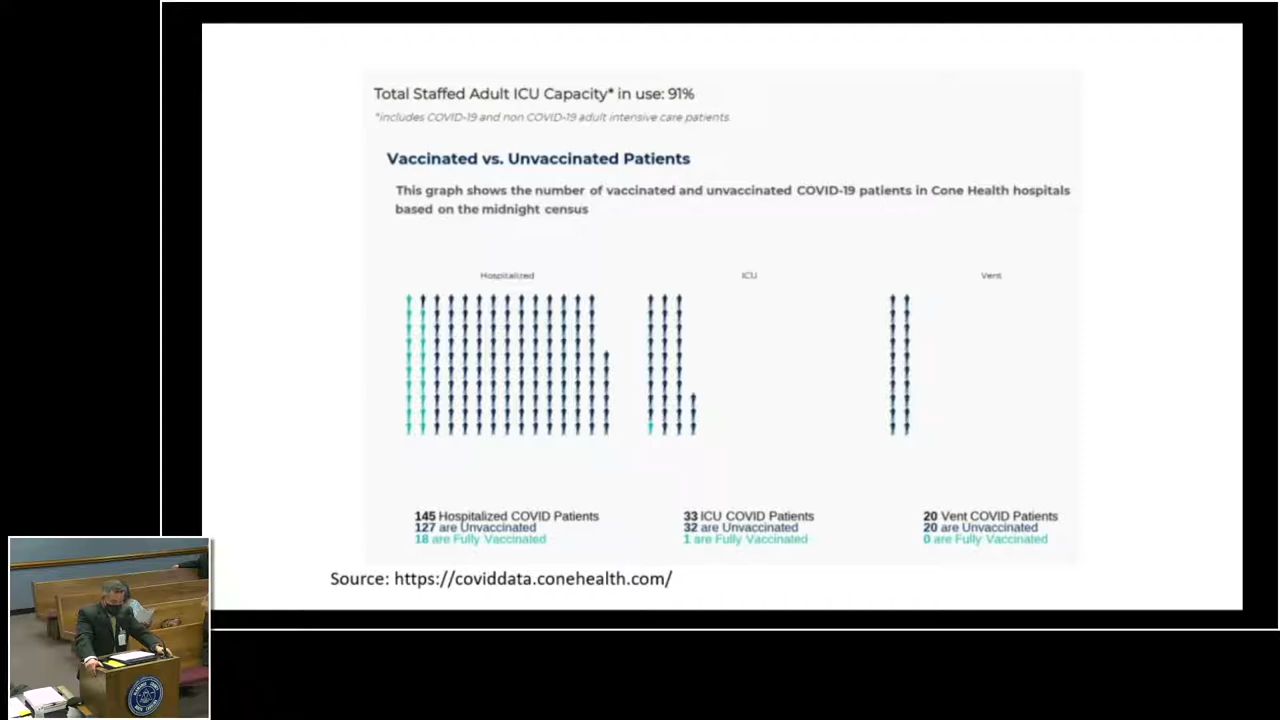 Total Staffed Adult ICU Capacity* in use: 91%
*includes COVID-19 and non COVID-19 adult intensive care patients.
Vaccinated vs. Unvaccinated Patients
This graph shows the number of vaccinated and unvaccinated COVID-19 patients in Cone Health hospitals
based on the midnight census
Hospitalized
ICU
Vent
145 Hospitalized COVID Patients
127 are Unvaccinated
18 are Fully Vaccinated
33 ICU COVID Patients
32 are Unvaccinated
1 are Fully Vaccinated
20 Vent COVID Patients
20 are Unvaccinated
0 are Fully Vaccinated
Source: https://coviddata.conehealth.com/